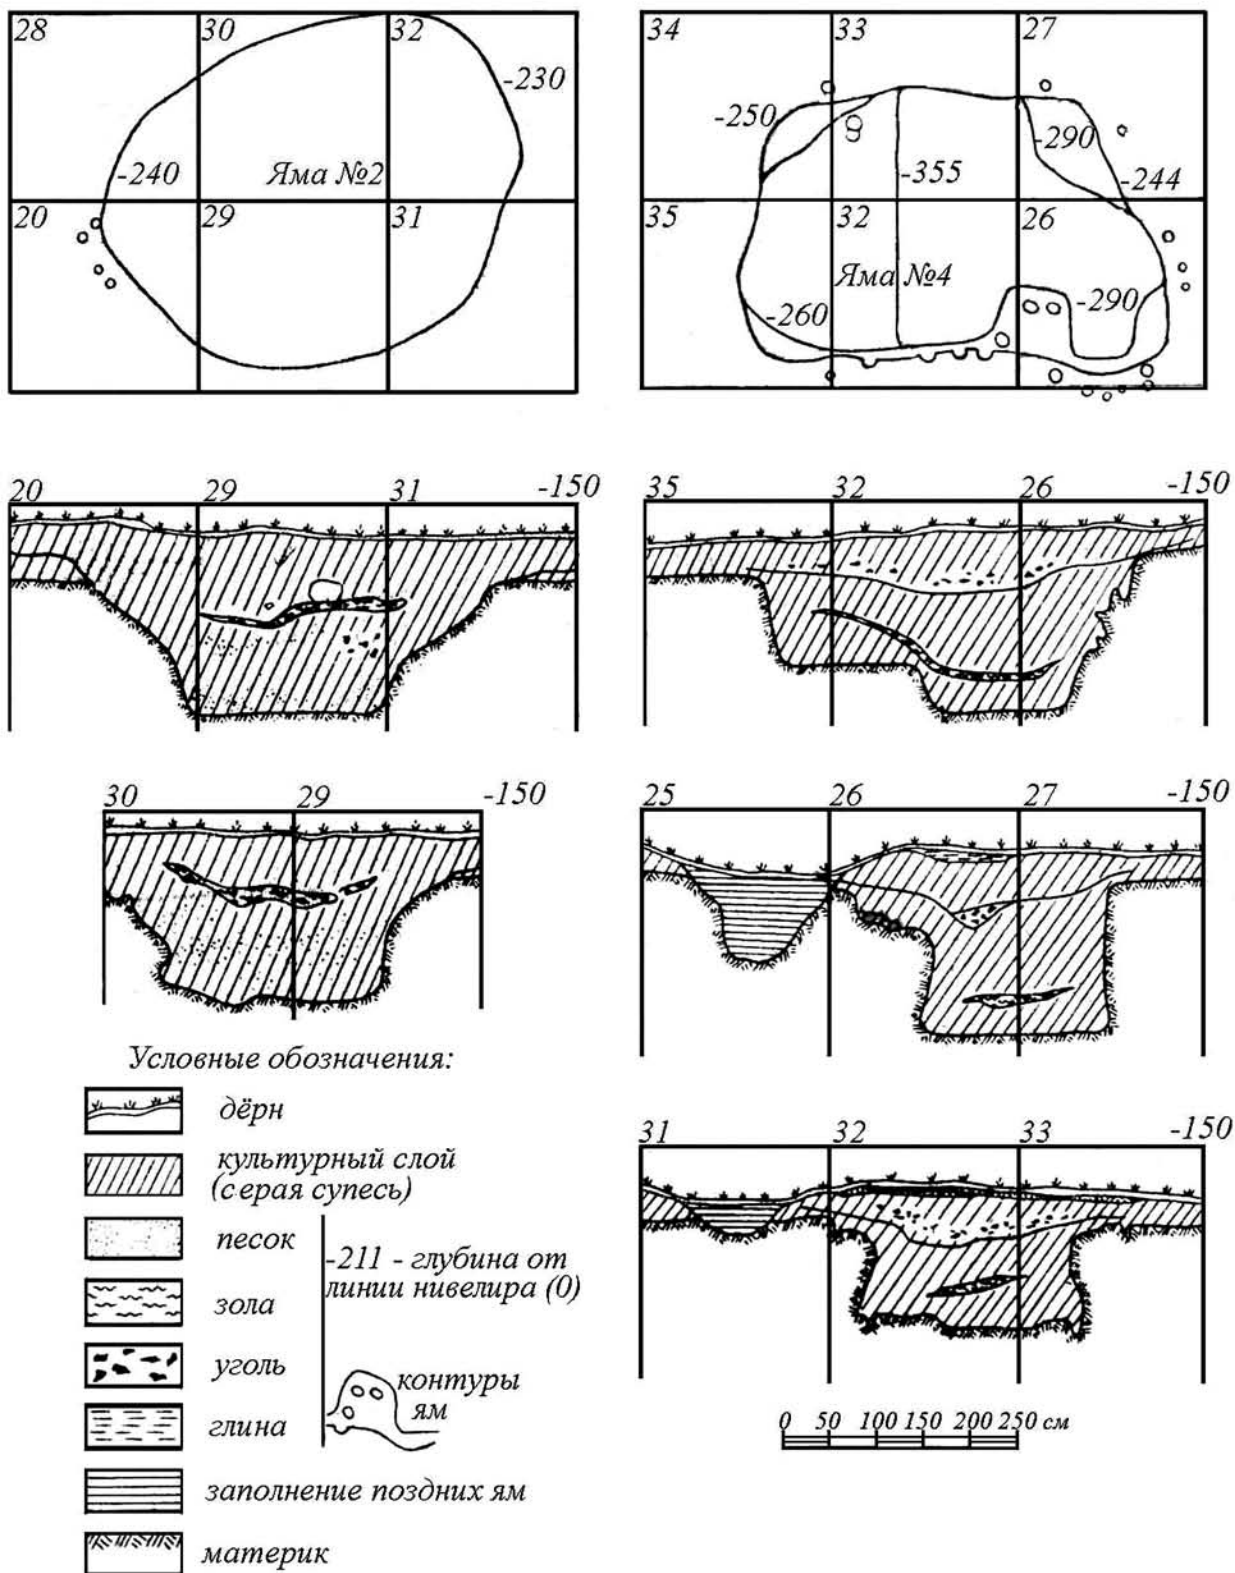 28 30 32
-230
-240 Яма №2
20 29 31
34 33 27
-250
-290
-355 -244
35 32 26
Яма №4
-260 -290
20 29 31 -150
35 32 26 -150
30 29 -150
25 26 27 -150
31 32 33 -150
Условные обозначения:
дёрн
культурный слой
(серая супесь)
песок
зола
уголь
глина
заполнение поздних ям
материк
-211 - глубина от
линии нивелира (0)
контуры
ям
0 50 100 150 200 250 см